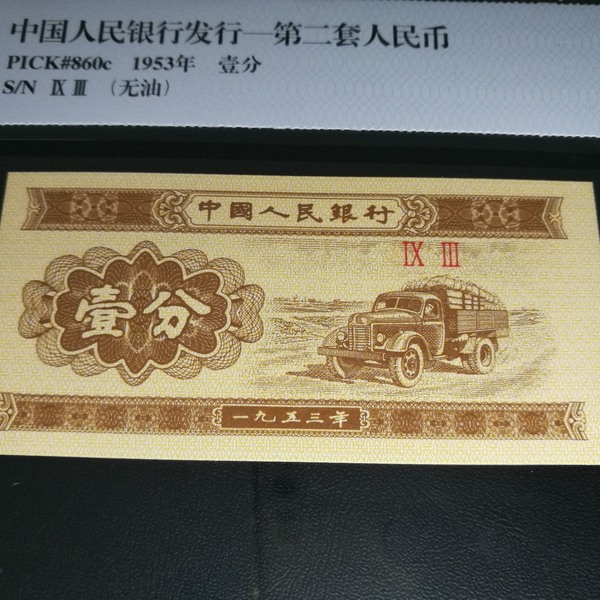 中国人民银行发行—第二套人民币
PICK#860c 1953年 壹分
S/N ⅨⅢ (无油)
中國人民銀行
Ⅸ Ⅲ
壹分
一九五三年